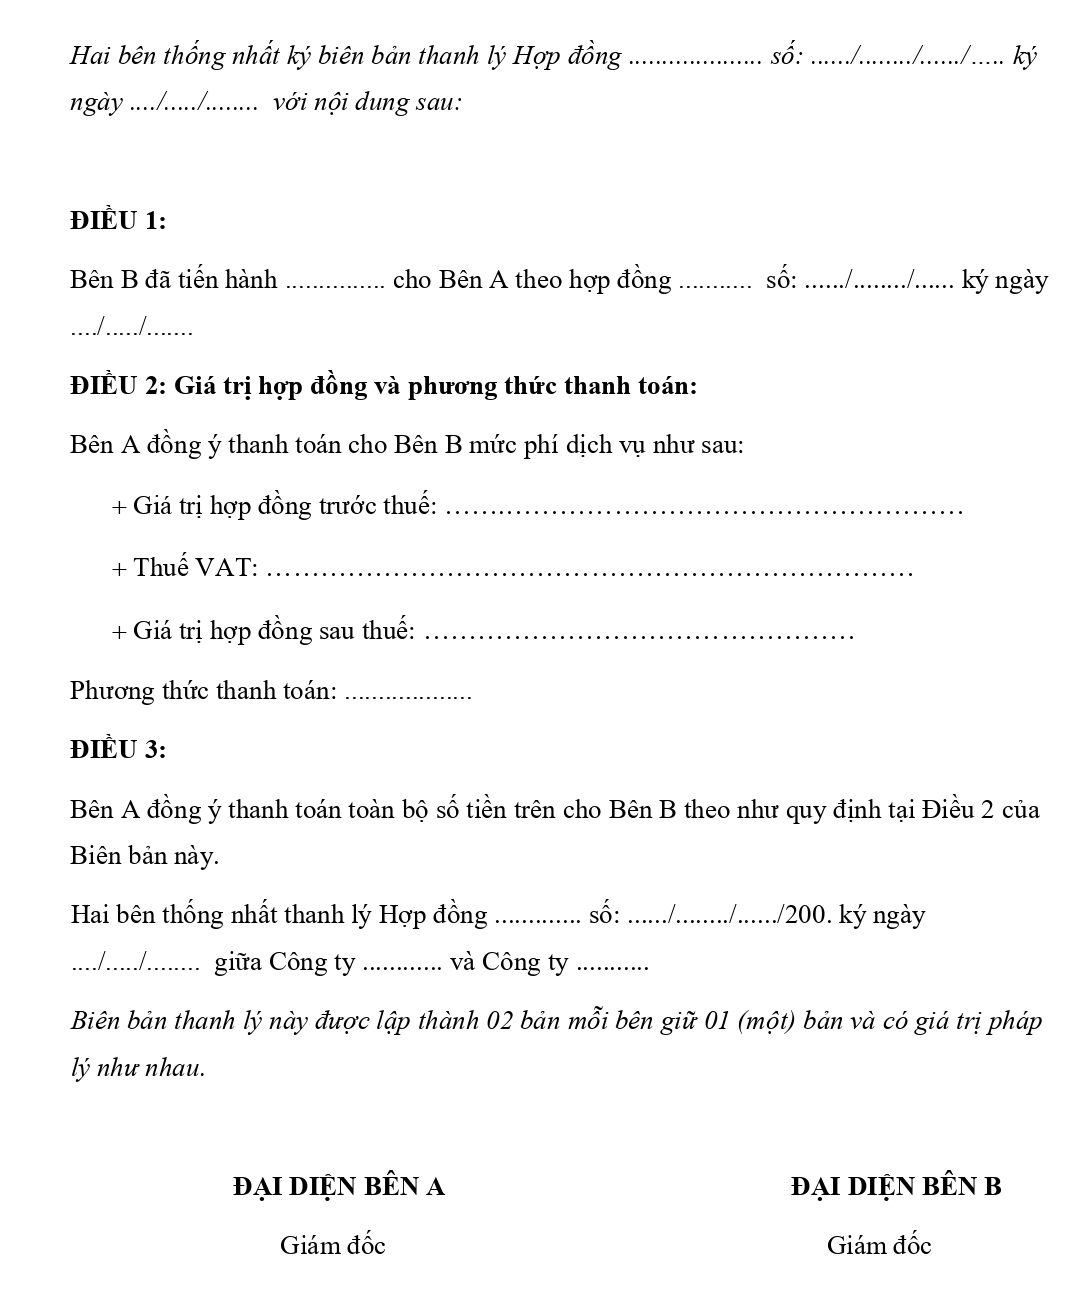 Hai bên thống nhất ký biên bản thanh lý Hợp đồng .................... số: ....../......../....../..... ký
ngày ..../...../........ với nội dung sau:
ĐIỀU 1:
Bên B đã tiến hành ............... cho Bên A theo hợp đồng ........... số: ....../......../...... ký ngày
..../...../.......
ĐIỀU 2: Giá trị hợp đồng và phương thức thanh toán:
Bên A đồng ý thanh toán cho Bên B mức phí dịch vụ như sau:
+ Giá trị hợp đồng trước thuế: …….……………………………………………
+ Thuế VAT: ………………………………………………………………
+ Giá trị hợp đồng sau thuế: …………………………………………
Phương thức thanh toán: ...................
ĐIỀU 3:
Bên A đồng ý thanh toán toàn bộ số tiền trên cho Bên B theo như quy định tại Điều 2 của
Biên bản này.
Hai bên thống nhất thanh lý Hợp đồng ............. số: ....../......../....../200. ký ngày
..../...../........ giữa Công ty ............ và Công ty ...........
Biên bản thanh lý này được lập thành 02 bản mỗi bên giữ 01 (một) bản và có giá trị pháp
lý như nhau.
ĐẠI DIỆN BÊN A ĐẠI DIỆN BÊN B
Giám đốc Giám đốc